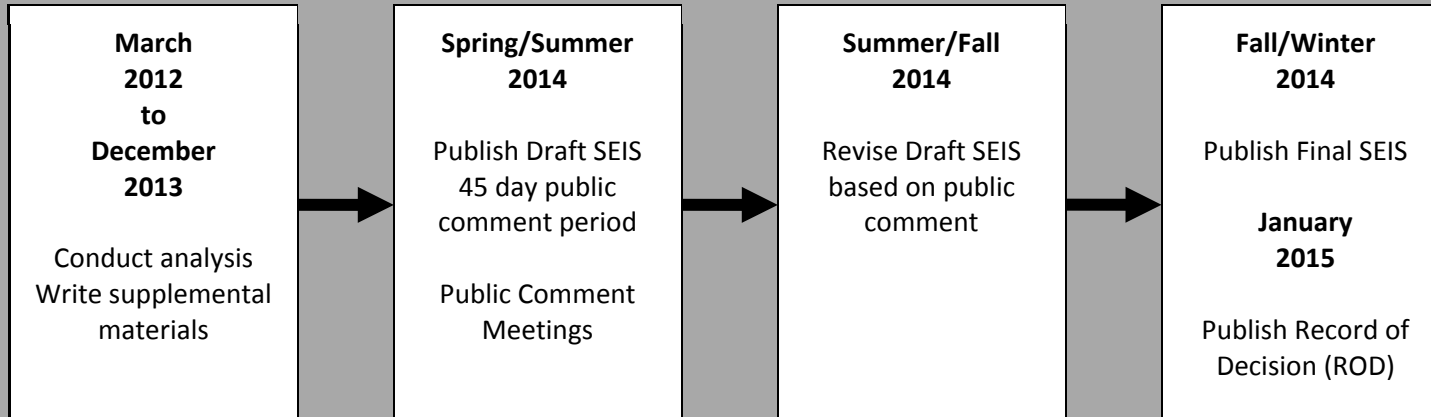 March
2012
to
December
2013
Conduct analysis
Write supplemental
materials
Spring/Summer
2014
Publish Draft SEIS
45 day public
comment period
Public Comment
Meetings
Summer/Fall
2014
Revise Draft SEIS
based on public
comment
Fall/Winter
2014
Publish Final SEIS
January
2015
Publish Record of
Decision (ROD)